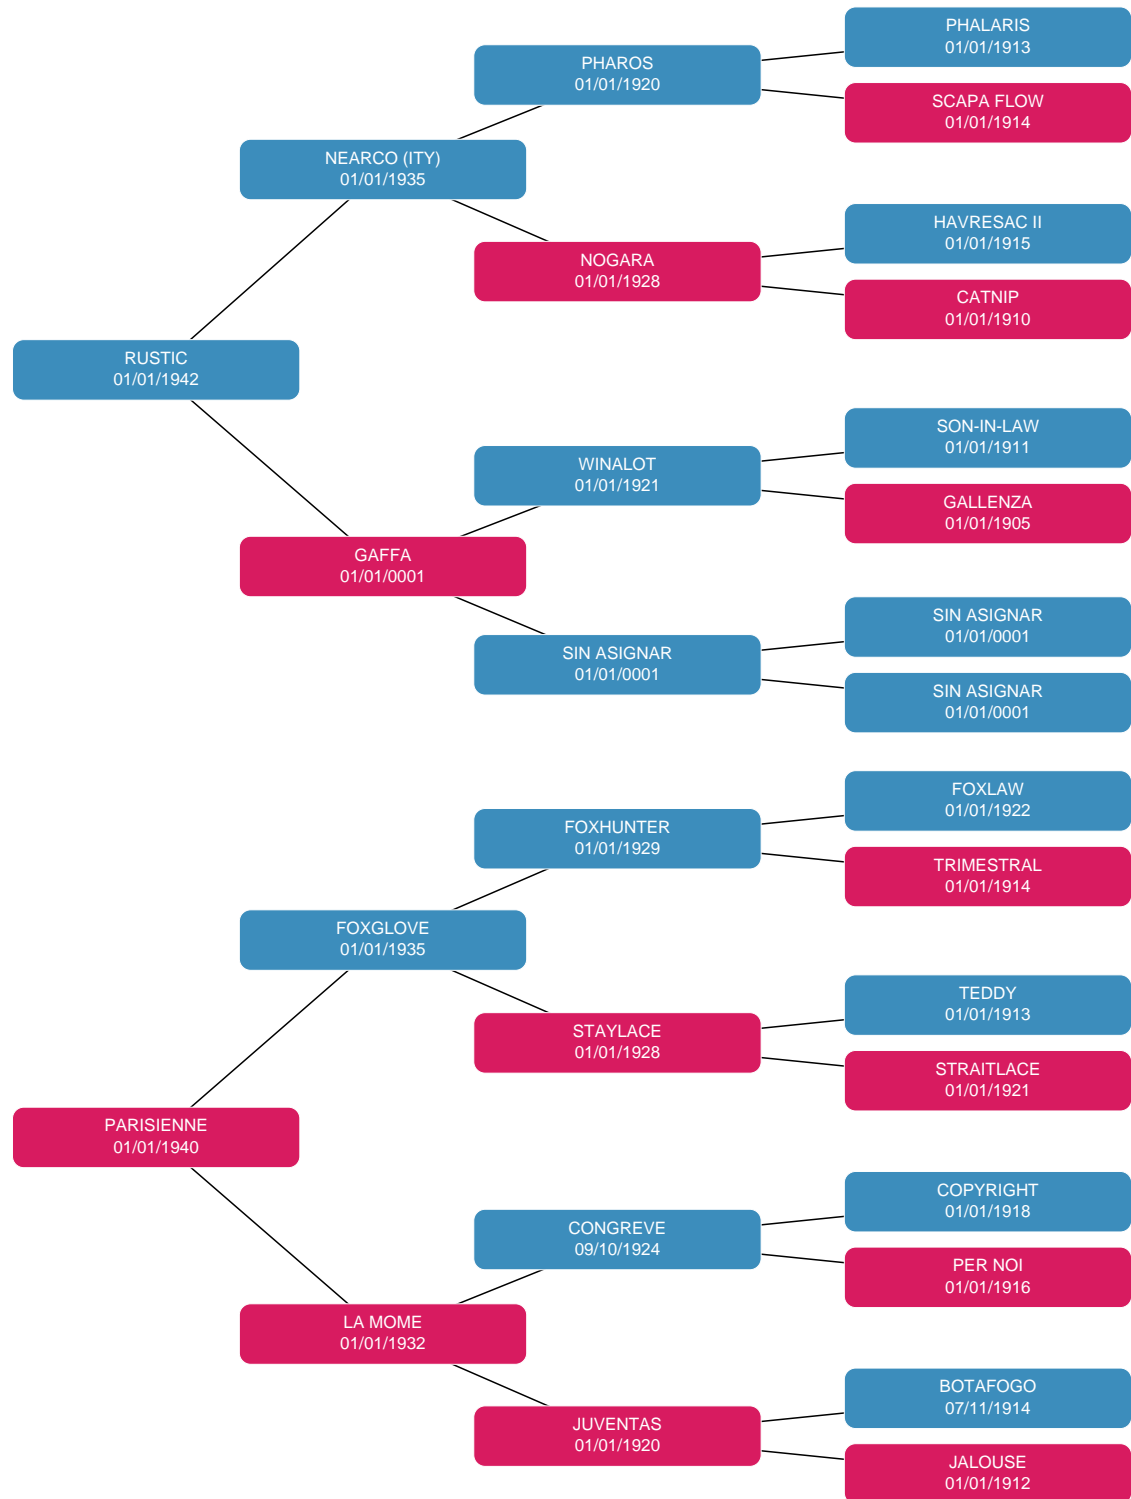 PHALARIS
01/01/1913
PHAROS
01/01/1920
SCAPA FLOW
01/01/1914
NEARCO (ITY)
01/01/1935
HAVRESAC II
01/01/1915
NOGARA
01/01/1928
CATNIP
01/01/1910
RUSTIC
01/01/1942
SON-IN-LAW
01/01/1911
WINALOT
01/01/1921
GALLENZA
01/01/1905
GAFFA
01/01/0001
SIN ASIGNAR
01/01/0001
SIN ASIGNAR
01/01/0001
SIN ASIGNAR
01/01/0001
FOXLAW
01/01/1922
FOXHUNTER
01/01/1929
TRIMESTRAL
01/01/1914
FOXGLOVE
01/01/1935
TEDDY
01/01/1913
STAYLACE
01/01/1928
STRAITLACE
01/01/1921
PARISIENNE
01/01/1940
COPYRIGHT
01/01/1918
CONGREVE
09/10/1924
PER NOI
01/01/1916
LA MOME
01/01/1932
BOTAFOGO
07/11/1914
JUVENTAS
01/01/1920
JALOUSE
01/01/1912